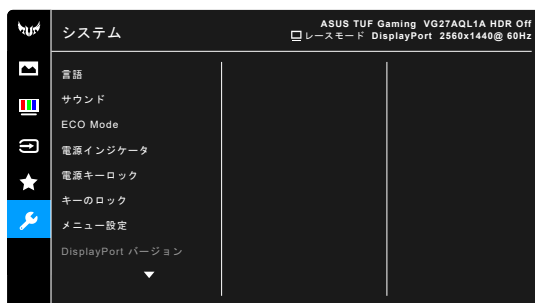 システム
ASUS TUF Gaming VG27AQL1A HDR Off
レースモード DisplayPort 2560x1440@ 60Hz
言語
サウンド
ECO Mode
電源インジケータ
電源キーロック
キーのロック
メニュー設定
DisplayPort バージョン